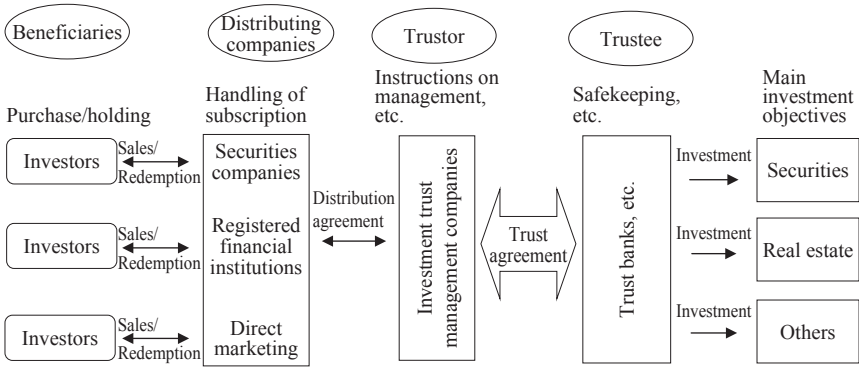 Beneficiaries
Distributing
companies
Trustor
Trustee
Purchase/holding
Handling of
subscription
Instructions on
management,
etc.
Safekeeping,
etc.
Main
investment
objectives
Investors
Sales/
Redemption
Securities
companies
Investors
Sales/
Redemption
Registered
financial
institutions
Investors
Sales/
Redemption
Direct
marketing
Distribution
agreement
Investment trust
management companies
Trust
agreement
Trust banks, etc.
Investment
Securities
Investment
Real estate
Investment
Others